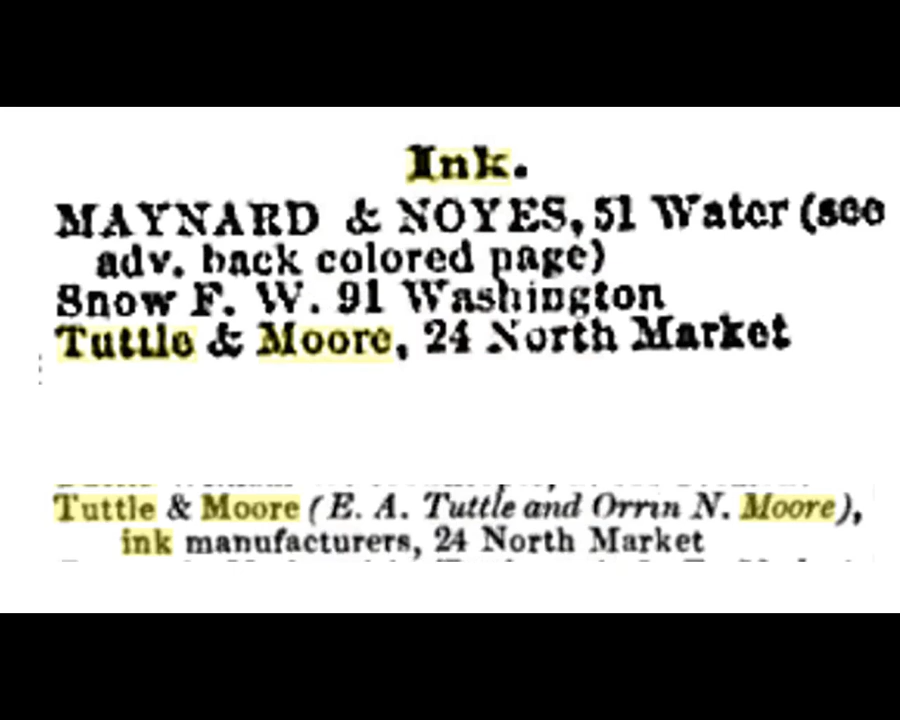 Ink.
MAYNARD & NOYES, 51 Water (see
adv. back colored page)
Snow F. W. 91 Washington
Tuttle & Moore, 24 North Market
Tuttle & Moore (E. A. Tuttle and Orrin N. Moore),
ink manufacturers, 24 North Market